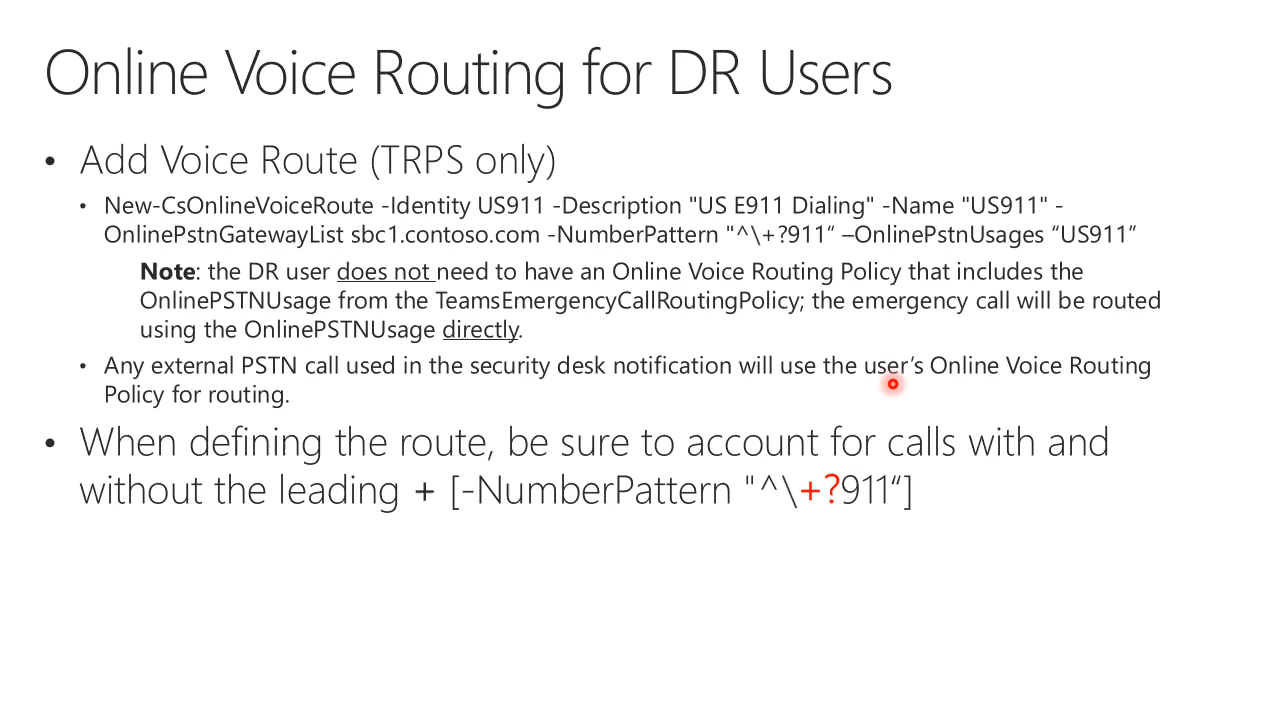 Online Voice Routing for DR Users
• Add Voice Route (TRPS only)
• New-CsOnlineVoiceRoute -Identity US911 -Description "US E911 Dialing" -Name "US911" -
OnlinePstnGatewayList sbc1.contoso.com -NumberPattern "^\+?911“ –OnlinePstnUsages “US911”
Note: the DR user does not need to have an Online Voice Routing Policy that includes the
OnlinePSTNUsage from the TeamsEmergencyCallRoutingPolicy; the emergency call will be routed
using the OnlinePSTNUsage directly.
• Any external PSTN call used in the security desk notification will use the user’s Online Voice Routing
Policy for routing.
• When defining the route, be sure to account for calls with and
without the leading + [-NumberPattern "^\+?911“]